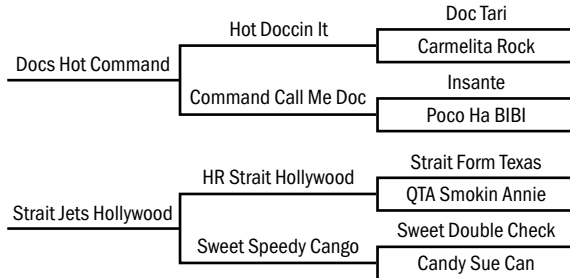 Doc Tari
Hot Doccin It
Carmelita Rock
Docs Hot Command
Insante
Command Call Me Doc
Poco Ha BIBI
Strait Form Texas
HR Strait Hollywood
QTA Smokin Annie
Strait Jets Hollywood
Sweet Double Check
Sweet Speedy Cango
Candy Sue Can